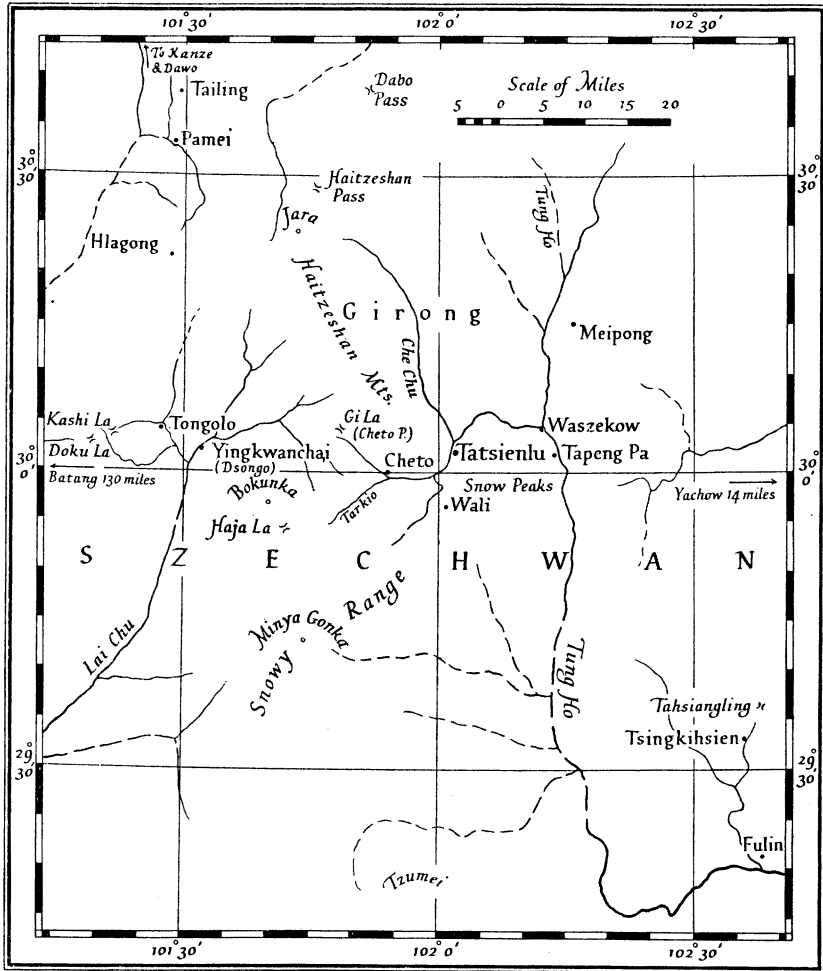 101° 30'
102° 0'
102° 30'
To Kanze
& Dawo
Tailing
Dabo
Pass
Scale of Miles
5 0 5 10 15 20
Pamei
30°
30'
30°
30'
Haitzeshan
Pass
Jara
Tung Ho
Hlagong
Haitzeshan Mts.
Girong
Che Chu
Meipong
Kashi La
Tongolo
Gi La
(Cheto P.)
Waszekow
Doku La
Yingkwanchai
(Dsongo)
Cheto
Tatsienlu
Tapeng Pa
30°
0'
30°
0'
Batang 130 miles
Bokunka
Snow Peaks
Yachow 14 miles
Tarkio
Wali
Haja La
SZECHWAN
Snowy Range
Minya Gonka
Lai Chu
Tung Ho
Tahsiangling
Tsingkihsien
29°
30'
29°
30'
Fulin
Tzumei
101° 30'
102° 0'
102° 30'